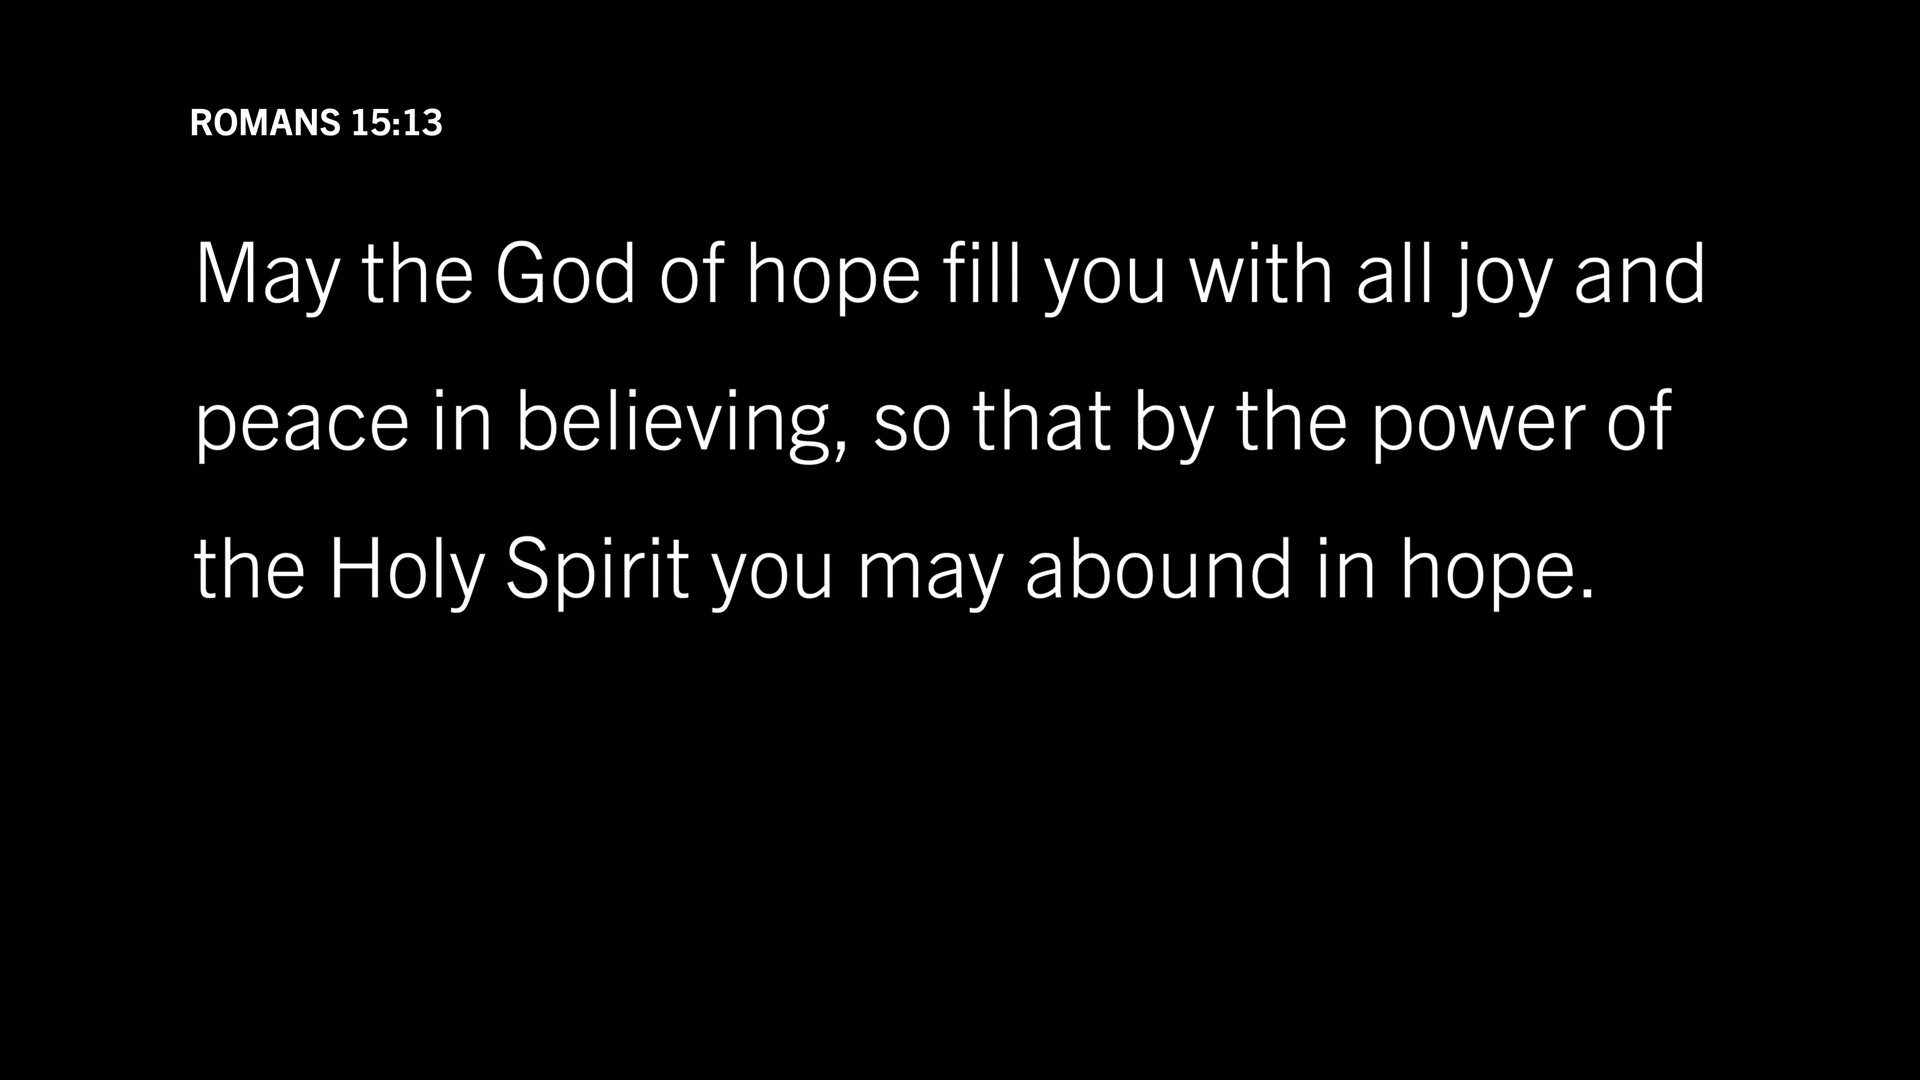 ROMANS 15:13
May the God of hope fill you with all joy and
peace in believing, so that by the power of
the Holy Spirit you may abound in hope.